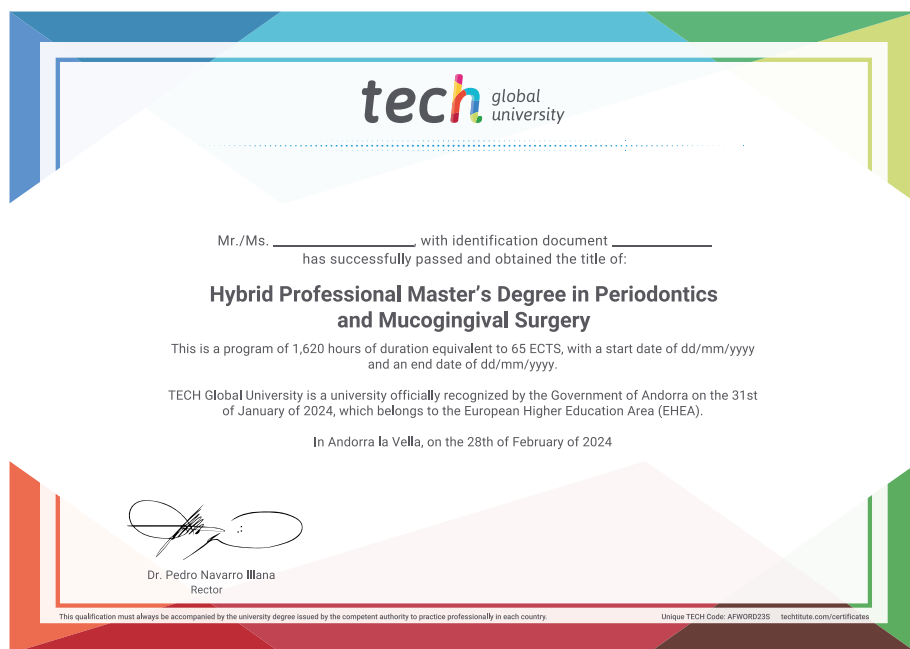 tech global
university
Mr./Ms. ____________, with identification document ____________
has successfully passed and obtained the title of:
Hybrid Professional Master's Degree in Periodontics
and Mucogingival Surgery
This is a program of 1,620 hours of duration equivalent to 65 ECTS, with a start date of dd/mm/yyyy
and an end date of dd/mm/yyyy.
TECH Global University is a university officially recognized by the Government of Andorra on the 31st
of January of 2024, which belongs to the European Higher Education Area (EHEA).
In Andorra la Vella, on the 28th of February of 2024
Dr. Pedro Navarro Illana
Rector
This qualification must always be accompanied by the university degree issued by the competent authority to practice professionally in each country.
Unique TECH Code: AFWORD23S techtitute.com/certificates